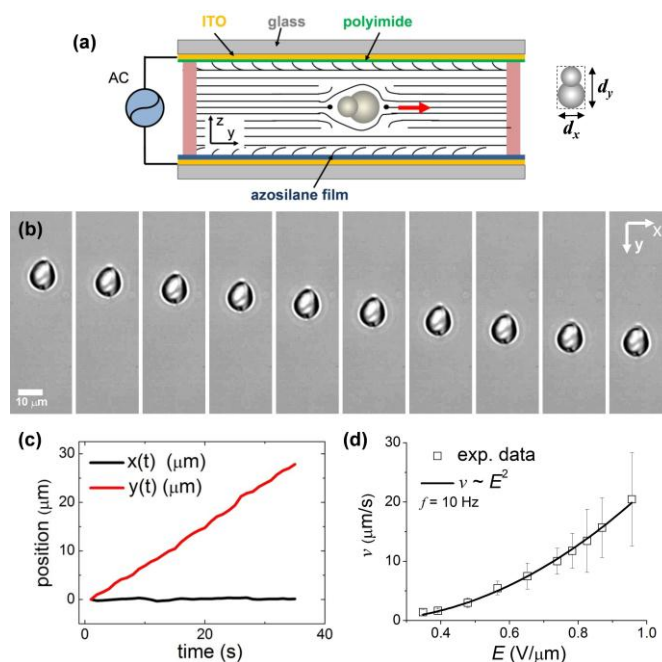 ITO
glass
polyimide
(a)
AC
z
y
d_y
d_x
azosilane film
(b)
x
y
10 μm
(c)
x(t) (μm)
y(t) (μm)
position (μm)
30
20
10
0
0
20
40
time (s)
(d)
exp. data
v ~ E^2
f = 10 Hz
v (μm/s)
30
20
10
0
0.4
0.6
0.8
1.0
E (V/μm)